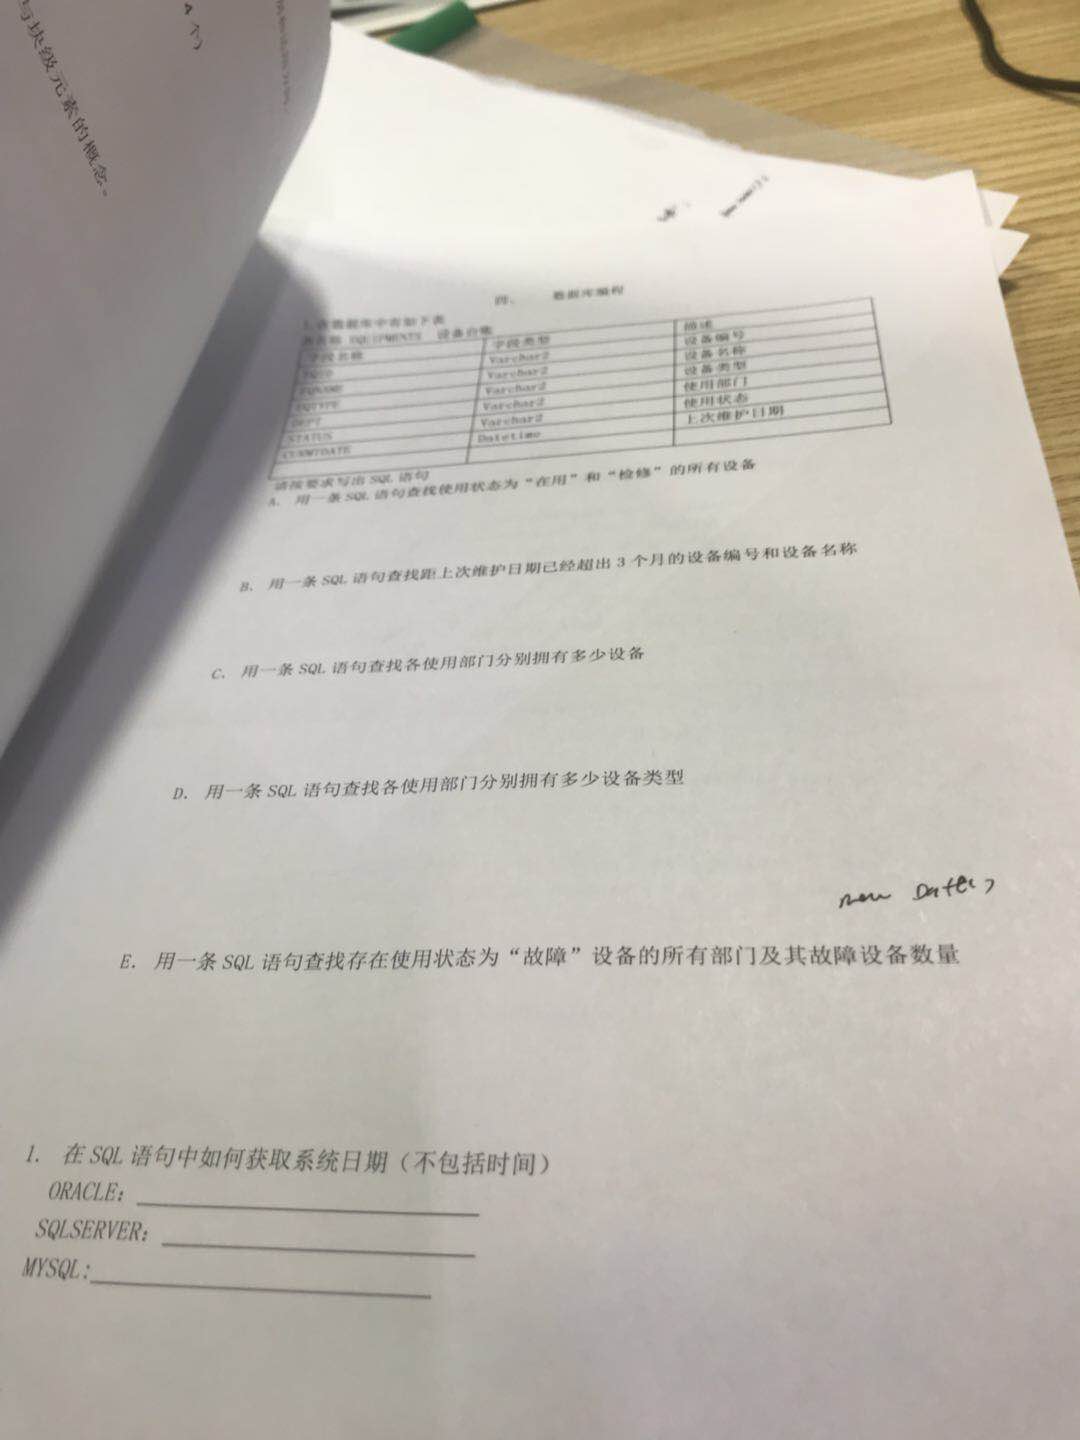 与块级元素的概念。
4 个)
四、 数据库编程
1.在数据库中有如下表
EQUIPMENTS 设备台账
字段名称 字段类型 描述
Varchar2 设备编号
EQNAME Varchar2 设备名称
EQTYPE Varchar2 设备类型
DEPT Varchar2 使用部门
STATUS Varchar2 使用状态
Datetime 上次维护日期
请按要求写出 SQL 语句
A. 用一条 SQL 语句查找使用状态为“在用”和“检修”的所有设备
B. 用一条 SQL 语句查找距上次维护日期已经超出 3 个月的设备编号和设备名称
C. 用一条 SQL 语句查找各使用部门分别拥有多少设备
D. 用一条 SQL 语句查找各使用部门分别拥有多少设备类型
new Date()
E. 用一条 SQL 语句查找存在使用状态为“故障”设备的所有部门及其故障设备数量
1. 在 SQL 语句中如何获取系统日期（不包括时间）
ORACLE:
SQLSERVER:
MYSQL: